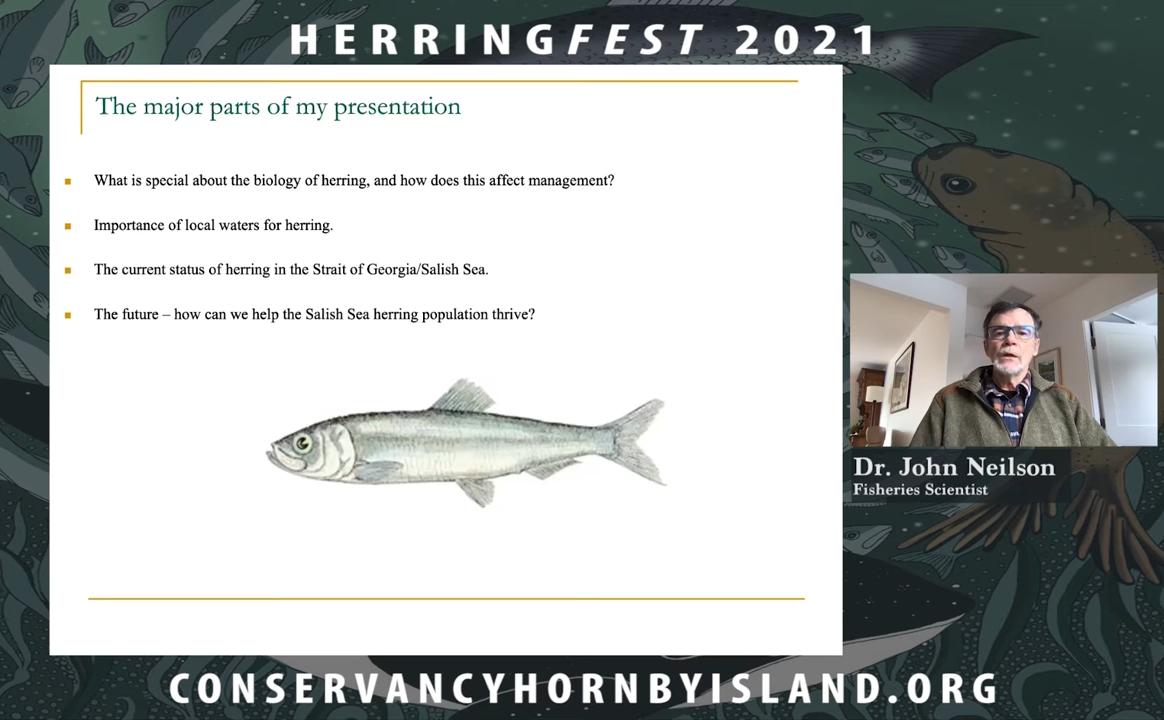 HERRINGFEST 2021
The major parts of my presentation
What is special about the biology of herring, and how does this affect management?
Importance of local waters for herring.
The current status of herring in the Strait of Georgia/Salish Sea.
The future – how can we help the Salish Sea herring population thrive?
Dr. John Neilson
Fisheries Scientist
CONSERVANCYHORNBYISLAND.ORG